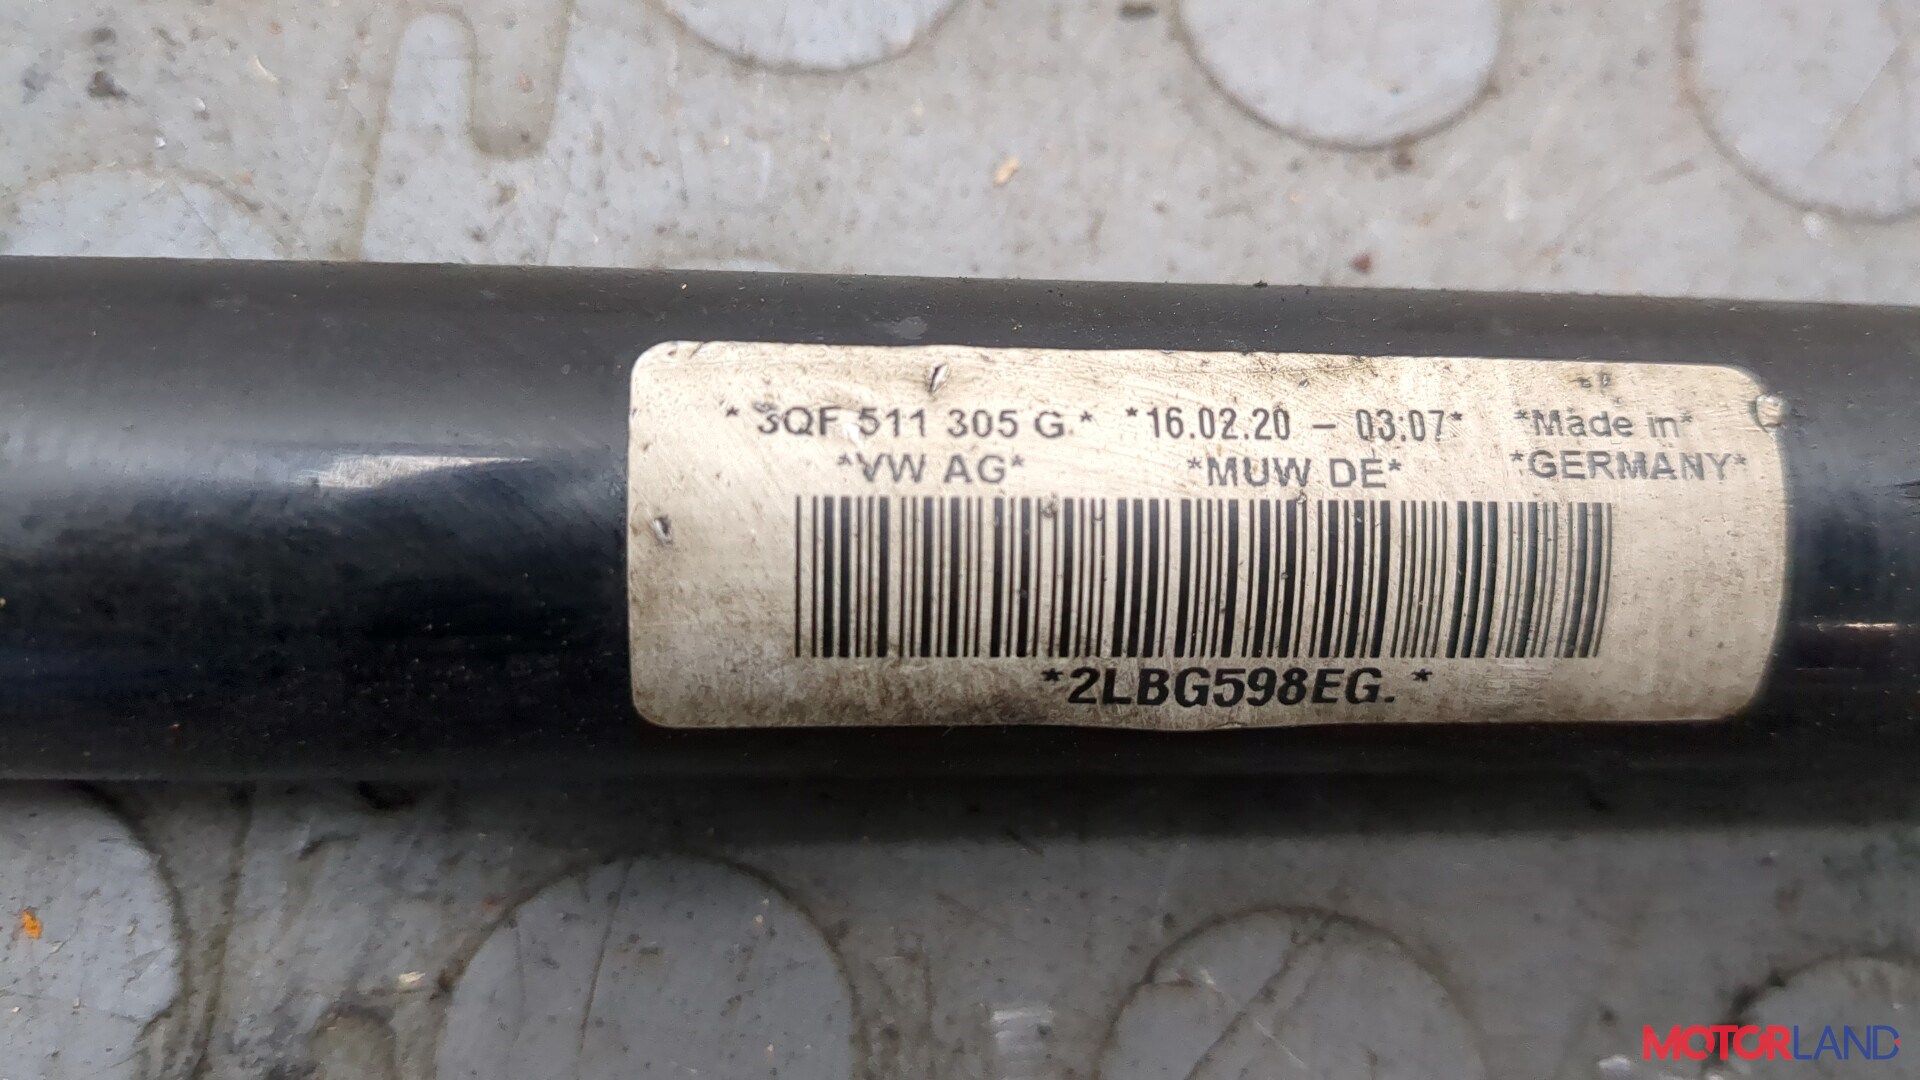 *3QF 511 305 G.* *16.02.20 – 03:07* *Made in*
*VW AG* *MUW DE* *GERMANY*
*2LBG598EG.*
MOTORLAND